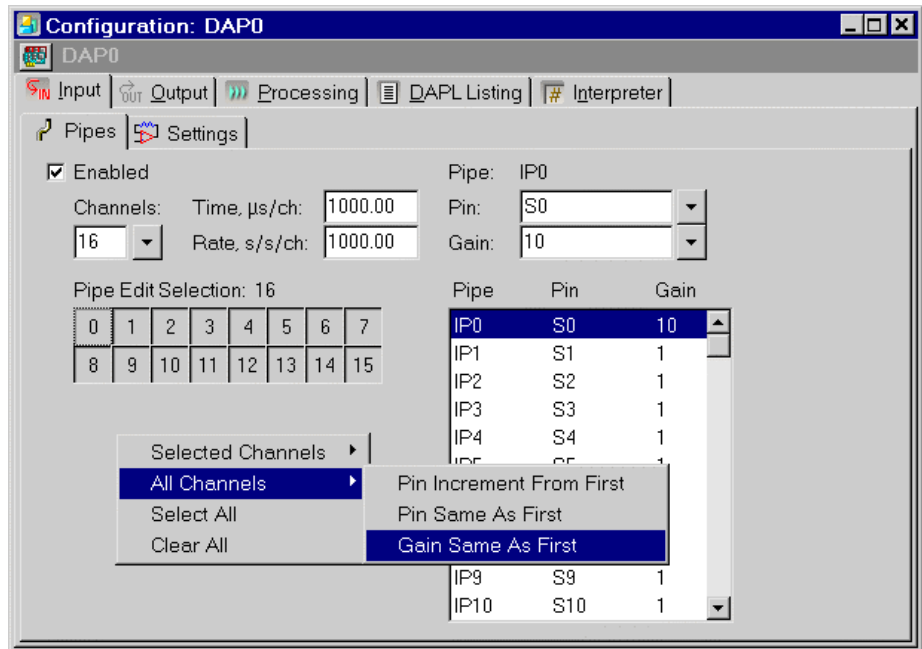 Configuration: DAP0
DAP0
IN Input OUT Output Processing DAPL Listing # Interpreter
Pipes Settings
Enabled
Channels: Time, µs/ch: 1000.00
16 Rate, s/s/ch: 1000.00
Pipe: IP0
Pin: S0
Gain: 10
Pipe Edit Selection: 16
0 1 2 3 4 5 6 7
8 9 10 11 12 13 14 15
Pipe Pin Gain
IP0 S0 10
IP1 S1 1
IP2 S2 1
IP3 S3 1
IP4 S4 1
IP5 S5 1
Selected Channels
All Channels
Select All
Clear All
Pin Increment From First
Pin Same As First
Gain Same As First
IP9 S9 1
IP10 S10 1